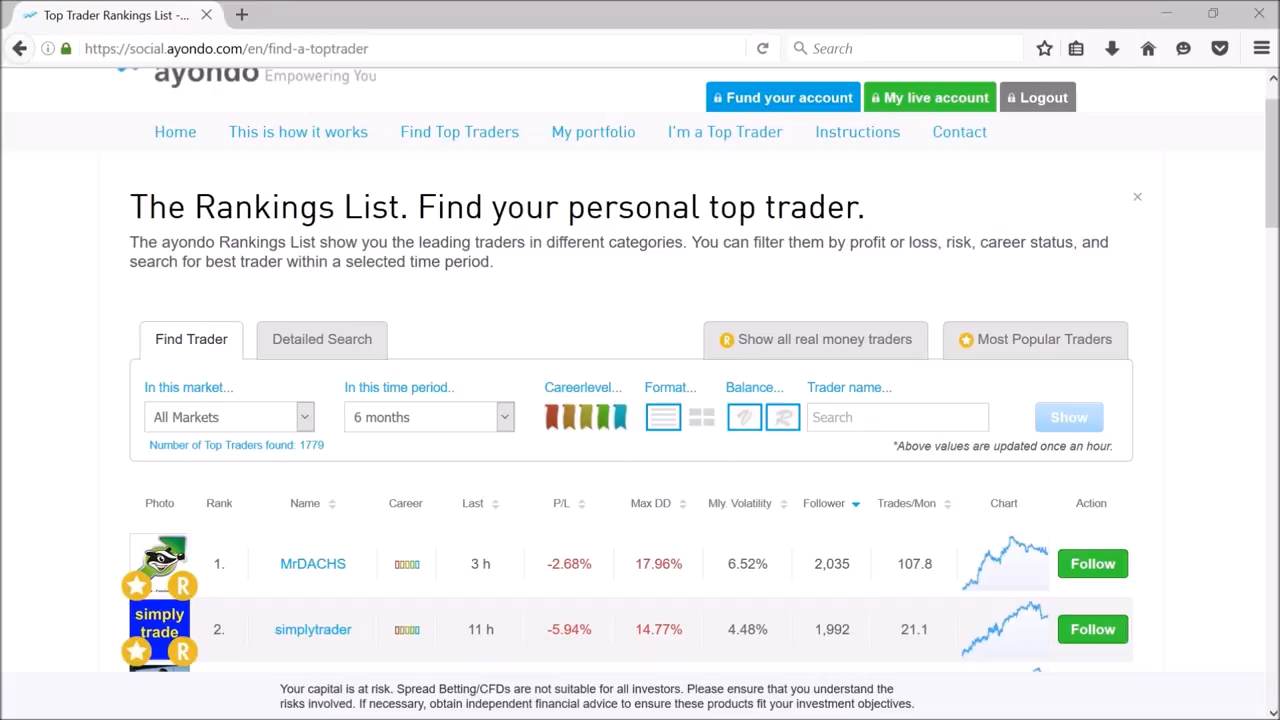 Top Trader Rankings List -...
https://social.ayondo.com/en/find-a-toptrader
Search
ayondo Empowering You
Fund your account
My live account
Logout
Home
This is how it works
Find Top Traders
My portfolio
I'm a Top Trader
Instructions
Contact
The Rankings List. Find your personal top trader.
The ayondo Rankings List show you the leading traders in different categories. You can filter them by profit or loss, risk, career status, and
search for best trader within a selected time period.
Find Trader
Detailed Search
R Show all real money traders
Most Popular Traders
In this market...
In this time period..
Careerlevel...
Format...
Balance...
Trader name...
All Markets
6 months
V
R
Search
Show
Number of Top Traders found: 1779
*Above values are updated once an hour.
Photo Rank Name Career Last P/L Max DD Mly. Volatility Follower Trades/Mon Chart Action
R 1. MrDACHS 3 h -2.68% 17.96% 6.52% 2,035 107.8 Follow
simply
trade
R 2. simplytrader 11 h -5.94% 14.77% 4.48% 1,992 21.1 Follow
Your capital is at risk. Spread Betting/CFDs are not suitable for all investors. Please ensure that you understand the
risks involved. If necessary, obtain independent financial advice to ensure these products fit your investment objectives.